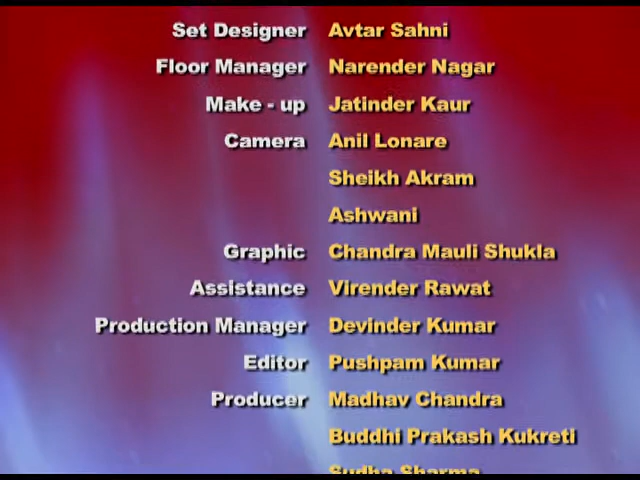 Set Designer Avtar Sahni
Floor Manager Narender Nagar
Make - up Jatinder Kaur
Camera Anil Lonare
Sheikh Akram
Ashwani
Graphic Chandra Mauli Shukla
Assistance Virender Rawat
Production Manager Devinder Kumar
Editor Pushpam Kumar
Producer Madhav Chandra
Buddhi Prakash Kukreti
Sudha Sharma